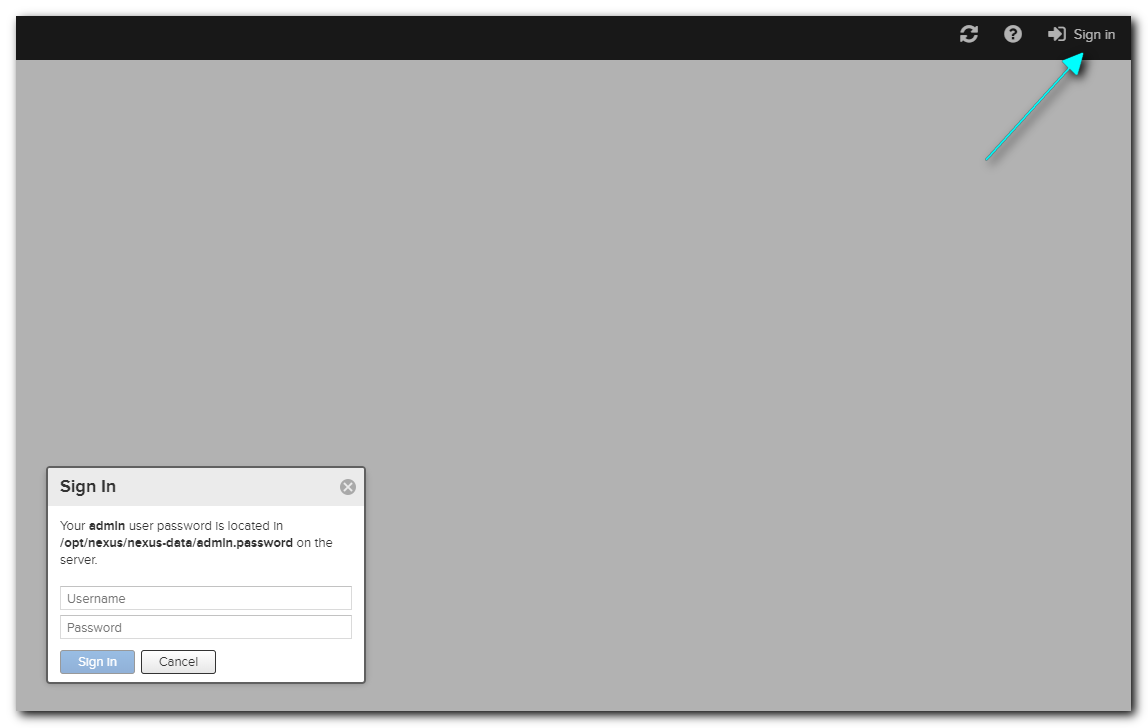 Sign in
Sign In
Your admin user password is located in
/opt/nexus/nexus-data/admin.password on the
server.
Username
Password
Sign in
Cancel